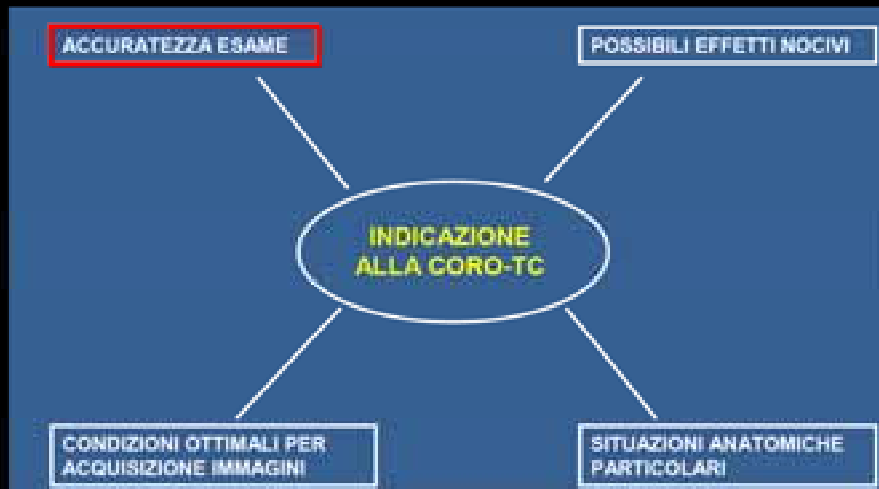 ACCURATEZZA ESAME
POSSIBILI EFFETTI NOCIVI
INDICAZIONE
ALLA CORO-TC
CONDIZIONI OTTIMALI PER
ACQUISIZIONE IMMAGINI
SITUAZIONI ANATOMICHE
PARTICOLARI